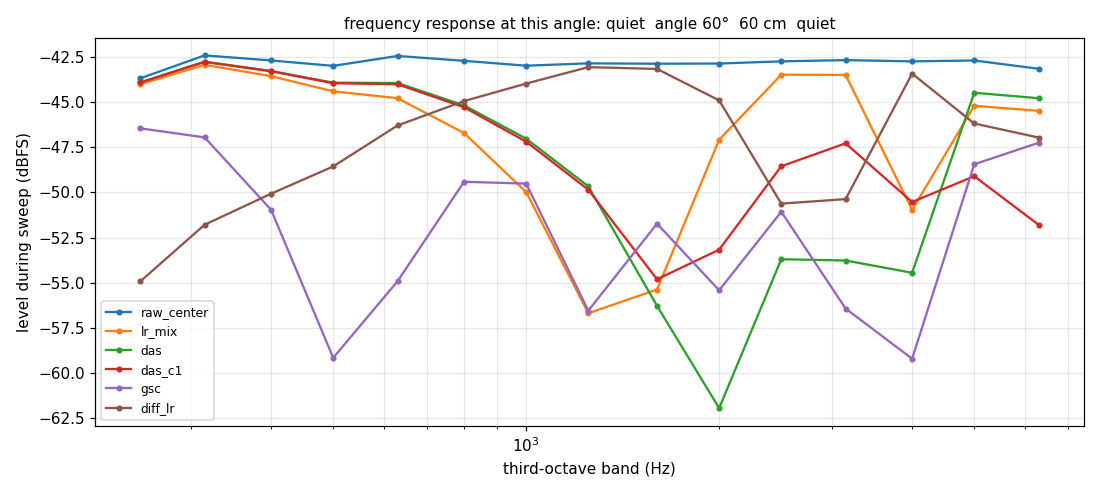 frequency response at this angle: quiet  angle 60°  60 cm  quiet
level during sweep (dBFS)
−42.5
−45.0
−47.5
−50.0
−52.5
−55.0
−57.5
−60.0
−62.5
raw_center
lr_mix
das
das_c1
gsc
diff_lr
10³
third-octave band (Hz)